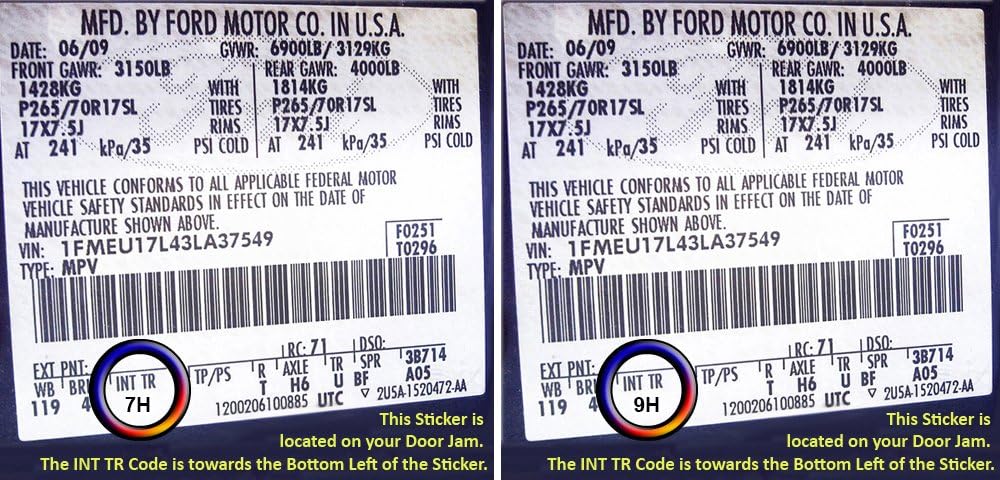 MFD. BY FORD MOTOR CO. IN U.S.A.
DATE: 06/09 GVWR: 6900LB/ 3129KG
FRONT GAWR: 3150LB REAR GAWR: 4000LB
1428KG WITH 1814KG WITH
P265/70R17SL TIRES P265/70R17SL TIRES
17X7.5J RIMS 17X7.5J RIMS
AT 241 kPa/35 PSI COLD AT 241 kPa/35 PSI COLD
THIS VEHICLE CONFORMS TO ALL APPLICABLE FEDERAL MOTOR
VEHICLE SAFETY STANDARDS IN EFFECT ON THE DATE OF
MANUFACTURE SHOWN ABOVE.
VIN: 1FMEU17L43LA37549 F0251
TYPE: MPV T0296
EXT PNT: RC: 71 DSO:
WB BR INT TR TP/PS R AXLE TR SPR 3B714
119 4 7H T H6 U BF A05
1200206100885 UTC ▽ 2U5A-1520472-AA
This Sticker is
located on your Door Jam.
The INT TR Code is towards the Bottom Left of the Sticker.
MFD. BY FORD MOTOR CO. IN U.S.A.
DATE: 06/09 GVWR: 6900LB/ 3129KG
FRONT GAWR: 3150LB REAR GAWR: 4000LB
1428KG WITH 1814KG WITH
P265/70R17SL TIRES P265/70R17SL TIRES
17X7.5J RIMS 17X7.5J RIMS
AT 241 kPa/35 PSI COLD AT 241 kPa/35 PSI COLD
THIS VEHICLE CONFORMS TO ALL APPLICABLE FEDERAL MOTOR
VEHICLE SAFETY STANDARDS IN EFFECT ON THE DATE OF
MANUFACTURE SHOWN ABOVE.
VIN: 1FMEU17L43LA37549 F0251
TYPE: MPV T0296
EXT PNT: RC: 71 DSO:
WB BR INT TR TP/PS R AXLE TR SPR 3B714
119 4 9H T H6 U BF A05
1200206100885 UTC ▽ 2U5A-1520472-AA
This Sticker is
located on your Door Jam.
The INT TR Code is towards the Bottom Left of the Sticker.